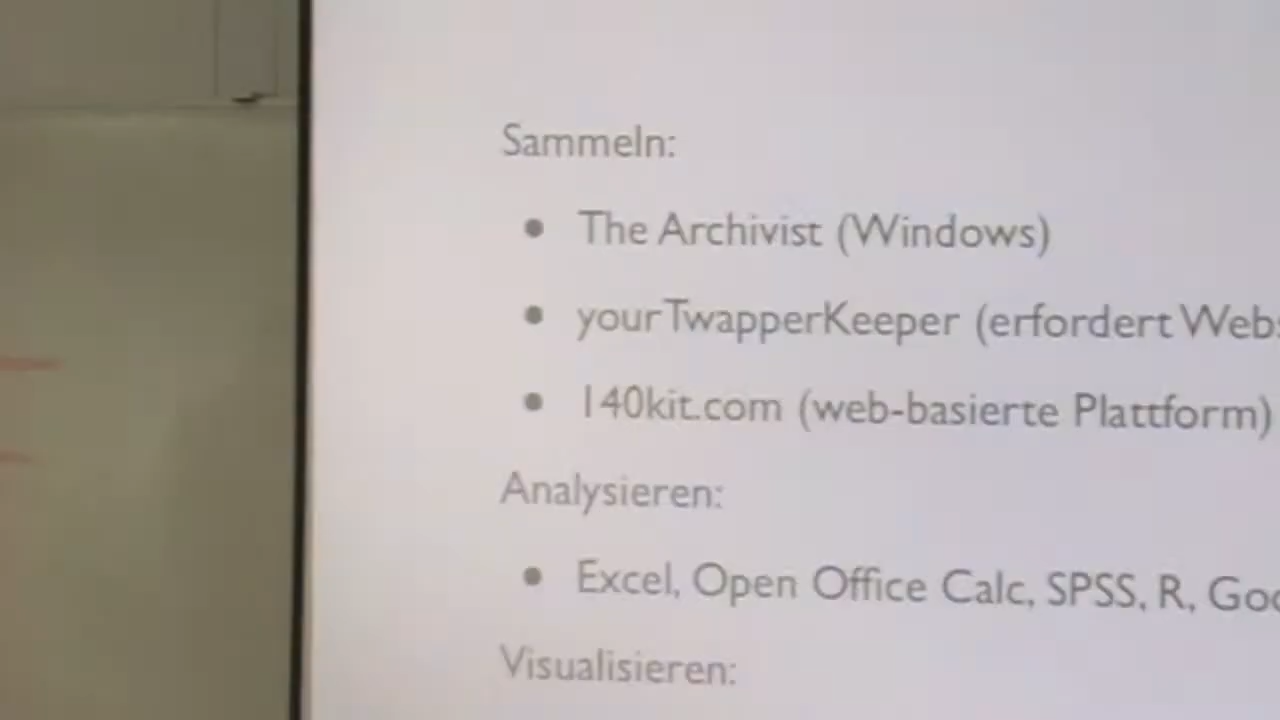 Sammeln:
• The Archivist (Windows)
• yourTwapperKeeper (erfordert Web
• 140kit.com (web-basierte Plattform)
Analysieren:
• Excel, Open Office Calc, SPSS, R,
Visualisieren: